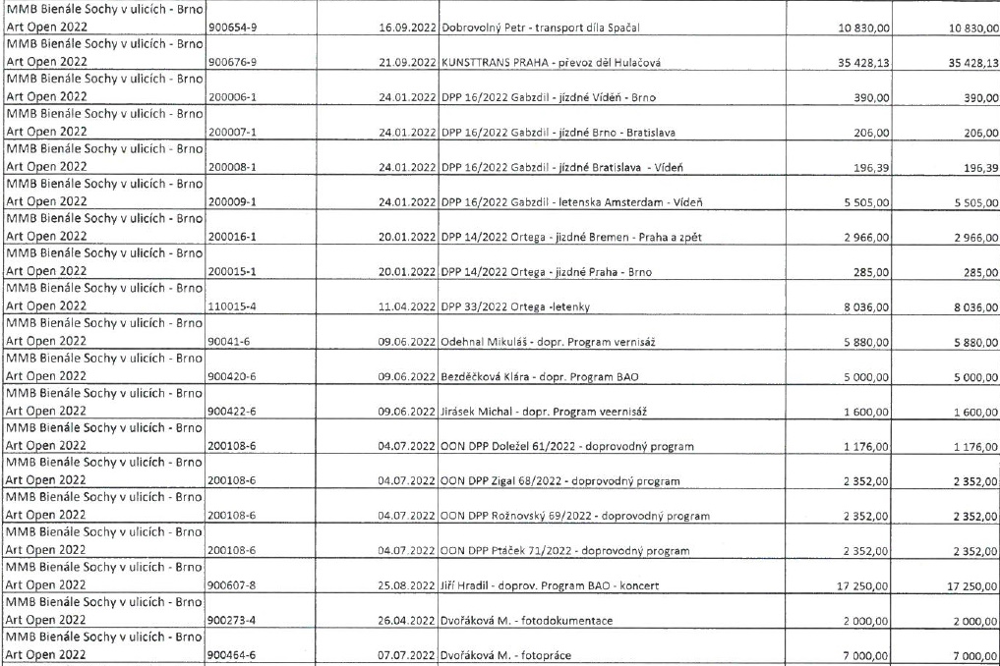 MMB Bienále Sochy v ulicích - Brno
Art Open 2022 900654-9 16.09.2022 Dobrovolný Petr - transport díla Spačal 10 830,00 10 830,00
MMB Bienále Sochy v ulicích - Brno
Art Open 2022 900676-9 21.09.2022 KUNSTTRANS PRAHA - převoz děl Hulačová 35 428,13 35 428,13
MMB Bienále Sochy v ulicích - Brno
Art Open 2022 200006-1 24.01.2022 DPP 16/2022 Gabzdil - jízdné Vídéň - Brno 390,00 390,00
MMB Bienále Sochy v ulicích - Brno
Art Open 2022 200007-1 24.01.2022 DPP 16/2022 Gabzdil - jízdné Brno - Bratislava 206,00 206,00
MMB Bienále Sochy v ulicích - Brno
Art Open 2022 200008-1 24.01.2022 DPP 16/2022 Gabzdil - jízdné Bratislava - Vídeň 196,39 196,39
MMB Bienále Sochy v ulicích - Brno
Art Open 2022 200009-1 24.01.2022 DPP 16/2022 Gabzdil - letenska Amsterdam - Vídeň 5 505,00 5 505,00
MMB Bienále Sochy v ulicích - Brno
Art Open 2022 200016-1 20.01.2022 DPP 14/2022 Ortega - jizdné Bremen - Praha a zpět 2 966,00 2 966,00
MMB Bienále Sochy v ulicích - Brno
Art Open 2022 200015-1 20.01.2022 DPP 14/2022 Ortega - jizdné Praha - Brno 285,00 285,00
MMB Bienále Sochy v ulicích - Brno
Art Open 2022 110015-4 11.04.2022 DPP 33/2022 Ortega -letenky 8 036,00 8 036,00
MMB Bienále Sochy v ulicích - Brno
Art Open 2022 90041-6 09.06.2022 Odehnal Mikuláš - dopr. Program vernisáž 5 880,00 5 880,00
MMB Bienále Sochy v ulicích - Brno
Art Open 2022 900420-6 09.06.2022 Bezděčková Klára - dopr. Program BAO 5 000,00 5 000,00
MMB Bienále Sochy v ulicích - Brno
Art Open 2022 900422-6 09.06.2022 Jirásek Michal - dopr. Program veernisáž 1 600,00 1 600,00
MMB Bienále Sochy v ulicích - Brno
Art Open 2022 200108-6 04.07.2022 OON DPP Doležel 61/2022 - doprovodný program 1 176,00 1 176,00
MMB Bienále Sochy v ulicích - Brno
Art Open 2022 200108-6 04.07.2022 OON DPP Zigal 68/2022 - doprovodný program 2 352,00 2 352,00
MMB Bienále Sochy v ulicích - Brno
Art Open 2022 200108-6 04.07.2022 OON DPP Rožnovský 69/2022 - doprovodný program 2 352,00 2 352,00
MMB Bienále Sochy v ulicích - Brno
Art Open 2022 200108-6 04.07.2022 OON DPP Ptáček 71/2022 - doprovodný program 2 352,00 2 352,00
MMB Bienále Sochy v ulicích - Brno
Art Open 2022 900607-8 25.08.2022 Jiří Hradil - doprov. Program BAO - koncert 17 250,00 17 250,00
MMB Bienále Sochy v ulicích - Brno
Art Open 2022 900273-4 26.04.2022 Dvořáková M. - fotodokumentace 2 000,00 2 000,00
MMB Bienále Sochy v ulicích - Brno
Art Open 2022 900464-6 07.07.2022 Dvořáková M. - fotopráce 7 000,00 7 000,00